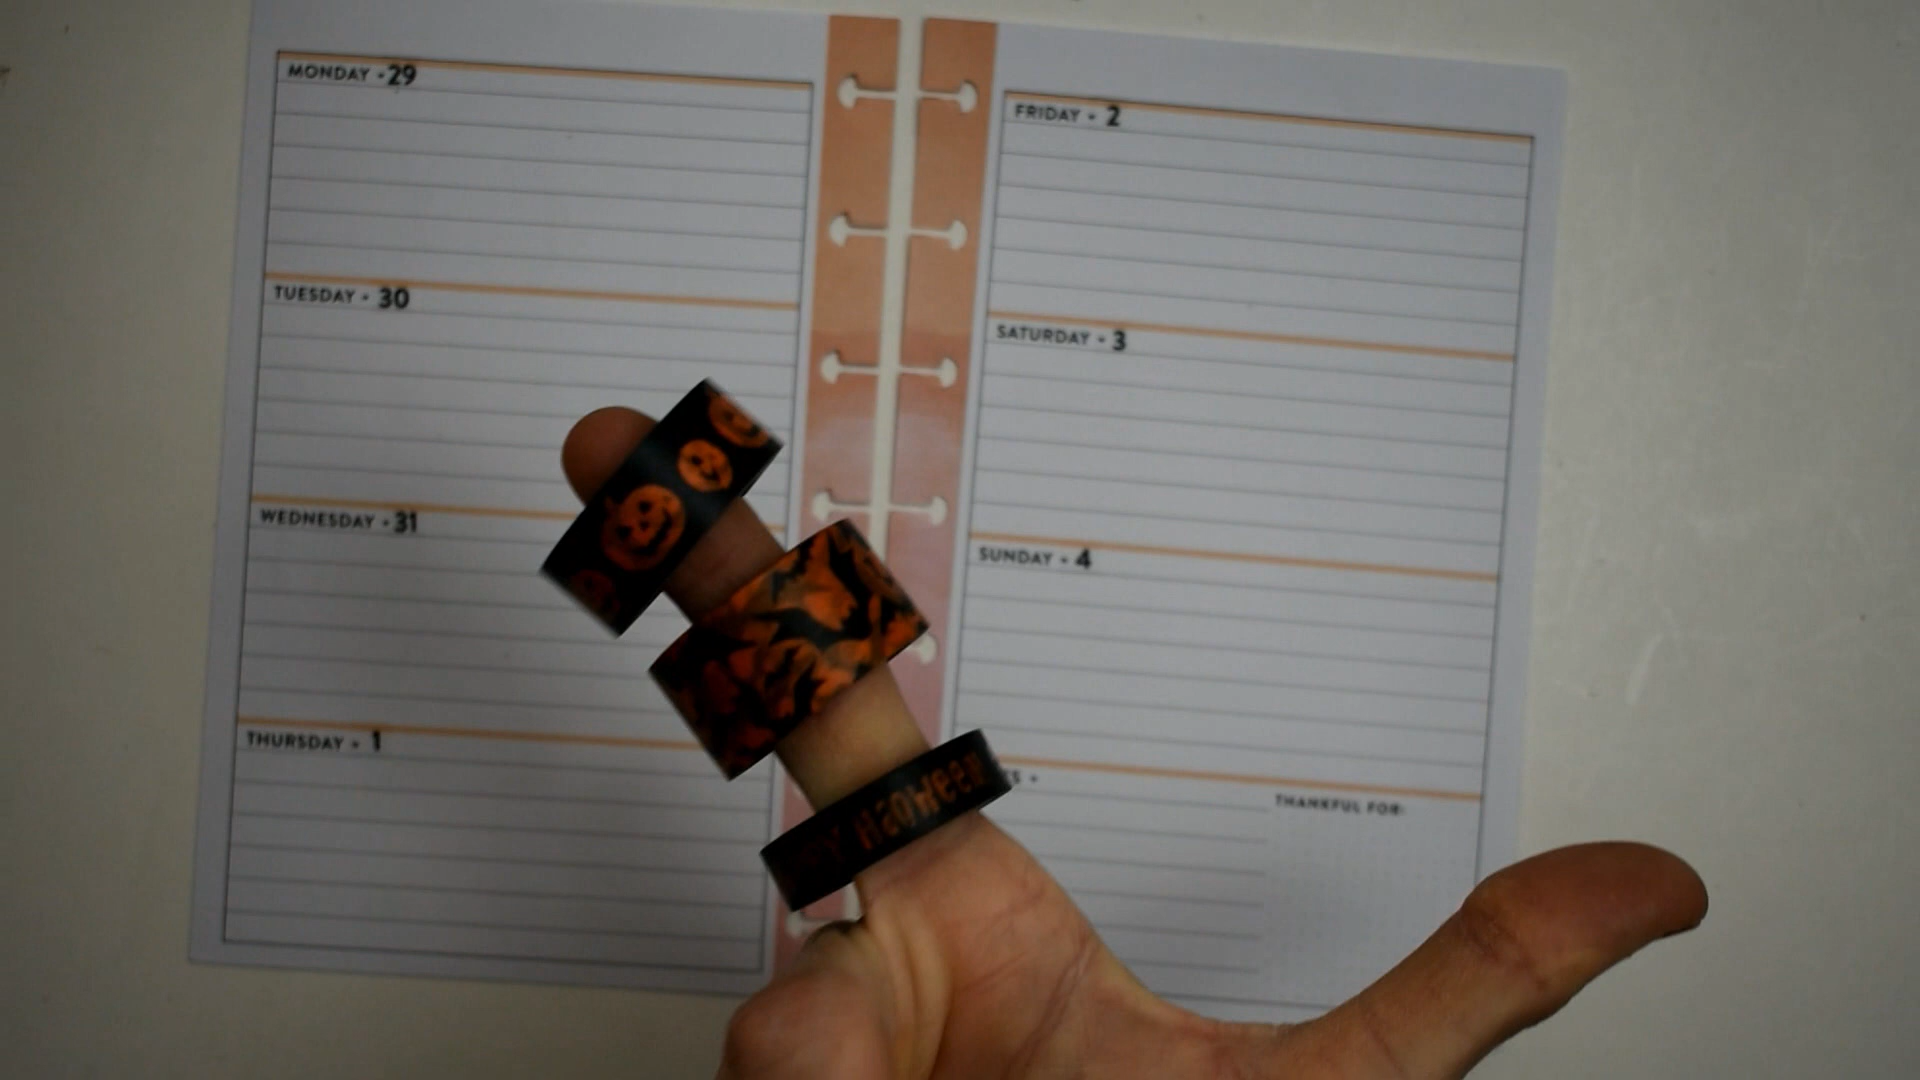 MONDAY • 29
TUESDAY • 30
WEDNESDAY • 31
THURSDAY • 1
FRIDAY • 2
SATURDAY • 3
SUNDAY • 4
THANKFUL FOR:
Halloween